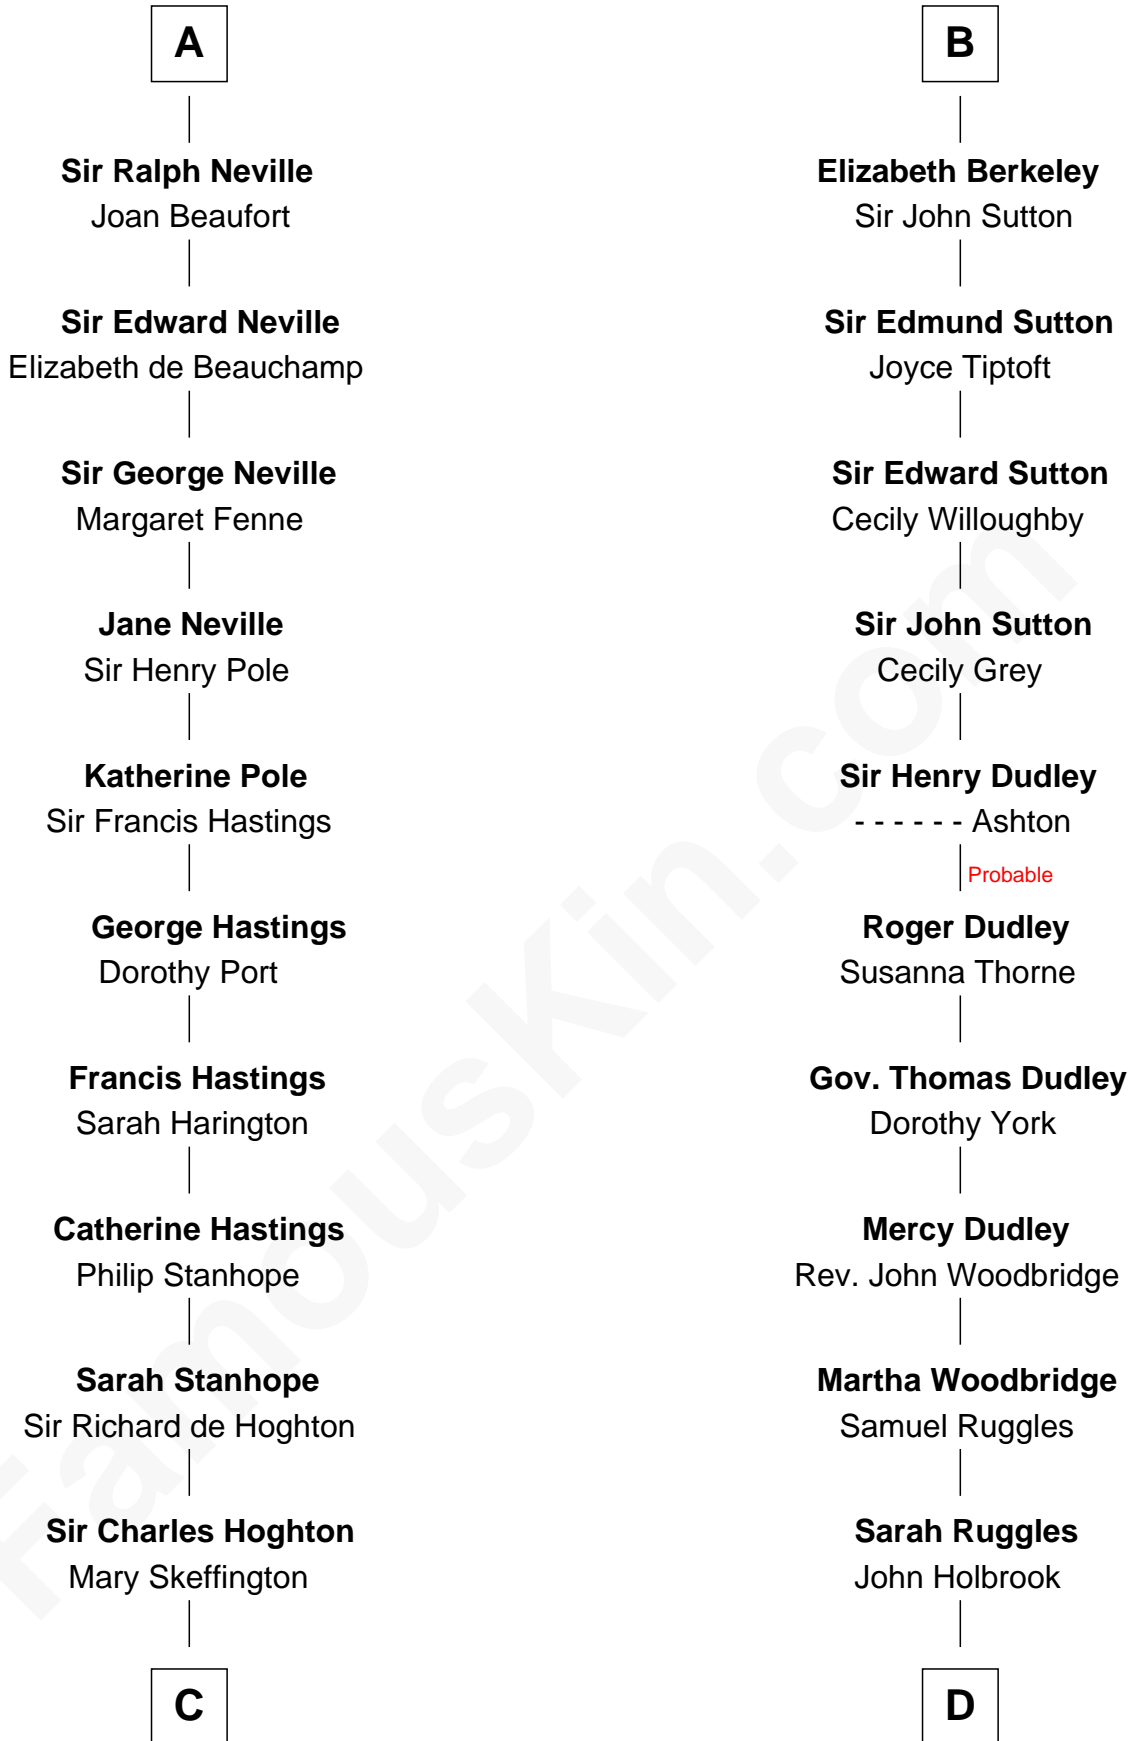 A
Sir Ralph Neville
Joan Beaufort
Sir Edward Neville
Elizabeth de Beauchamp
Sir George Neville
Margaret Fenne
Jane Neville
Sir Henry Pole
Katherine Pole
Sir Francis Hastings
George Hastings
Dorothy Port
Francis Hastings
Sarah Harington
Catherine Hastings
Philip Stanhope
Sarah Stanhope
Sir Richard de Hoghton
Sir Charles Hoghton
Mary Skeffington
C
B
Elizabeth Berkeley
Sir John Sutton
Sir Edmund Sutton
Joyce Tiptoft
Sir Edward Sutton
Cecily Willoughby
Sir John Sutton
Cecily Grey
Sir Henry Dudley
- - - - - - Ashton
Probable
Roger Dudley
Susanna Thorne
Gov. Thomas Dudley
Dorothy York
Mercy Dudley
Rev. John Woodbridge
Martha Woodbridge
Samuel Ruggles
Sarah Ruggles
John Holbrook
D
FamousKin.com